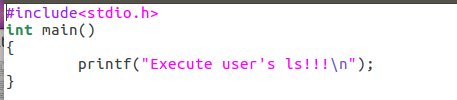 #include<stdio.h>
int main()
{
        printf("Execute user's ls!!!\n");
}